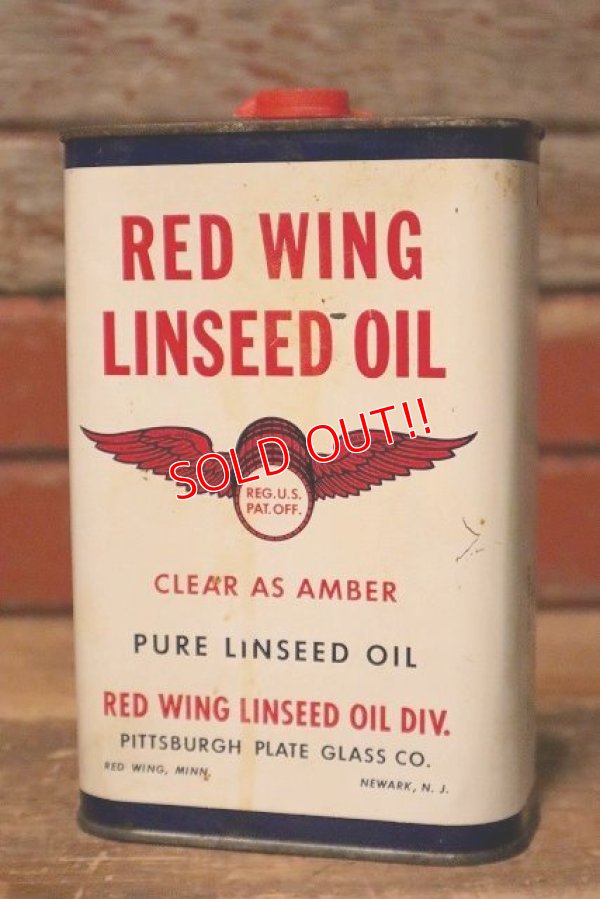 RED WING
LINSEED OIL
SOLD OUT!!
REG. U.S.
PAT. OFF.
CLEAR AS AMBER
PURE LINSEED OIL
RED WING LINSEED OIL DIV.
PITTSBURGH PLATE GLASS CO.
RED WING, MINN.
NEWARK, N. J.